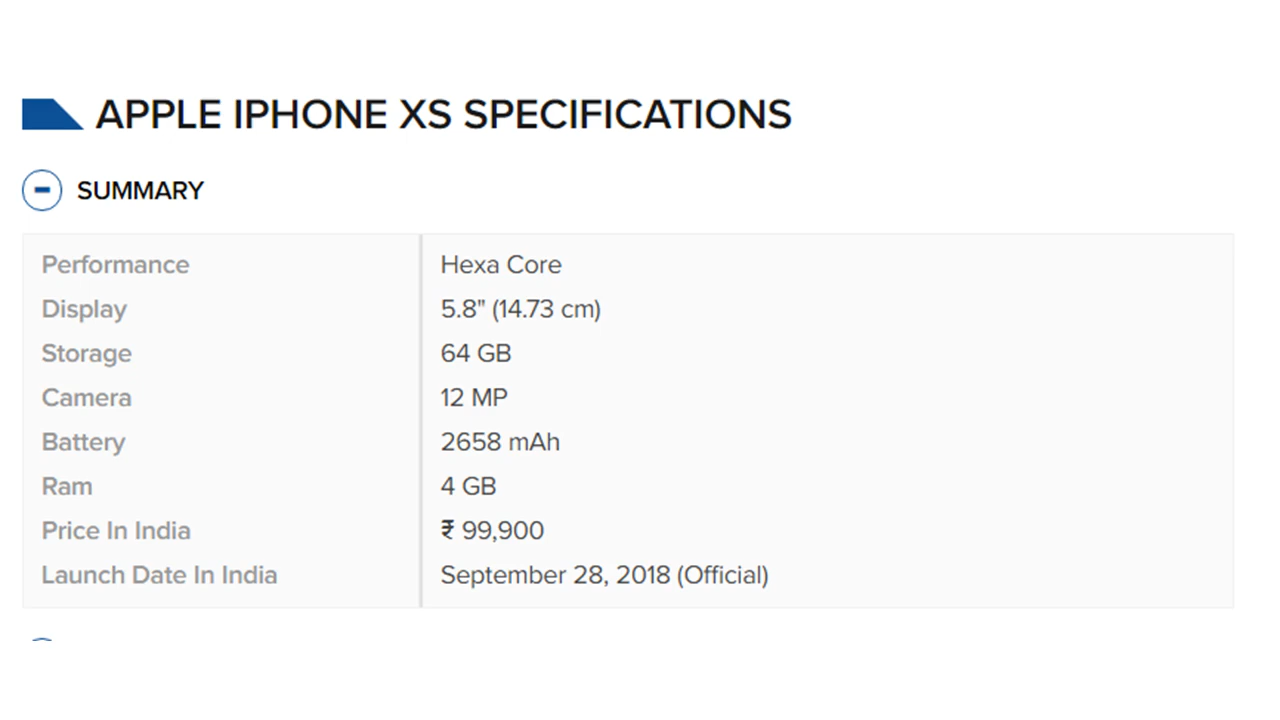 APPLE IPHONE XS SPECIFICATIONS
SUMMARY
Performance Hexa Core
Display 5.8" (14.73 cm)
Storage 64 GB
Camera 12 MP
Battery 2658 mAh
Ram 4 GB
Price In India ₹ 99,900
Launch Date In India September 28, 2018 (Official)